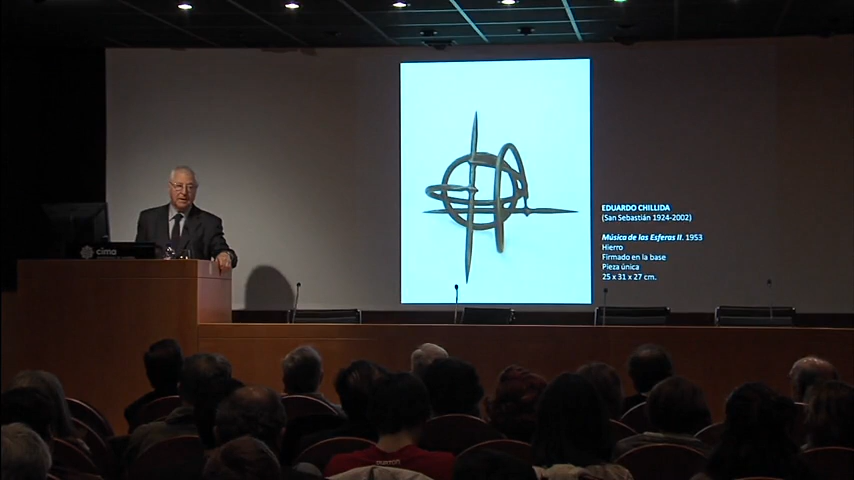 EDUARDO CHILLIDA
(San Sebastián 1924-2002)
Música de las Esferas II. 1953
Hierro
Firmado en la base
Pieza única
25 x 31 x 27 cm.
cima
BURTON